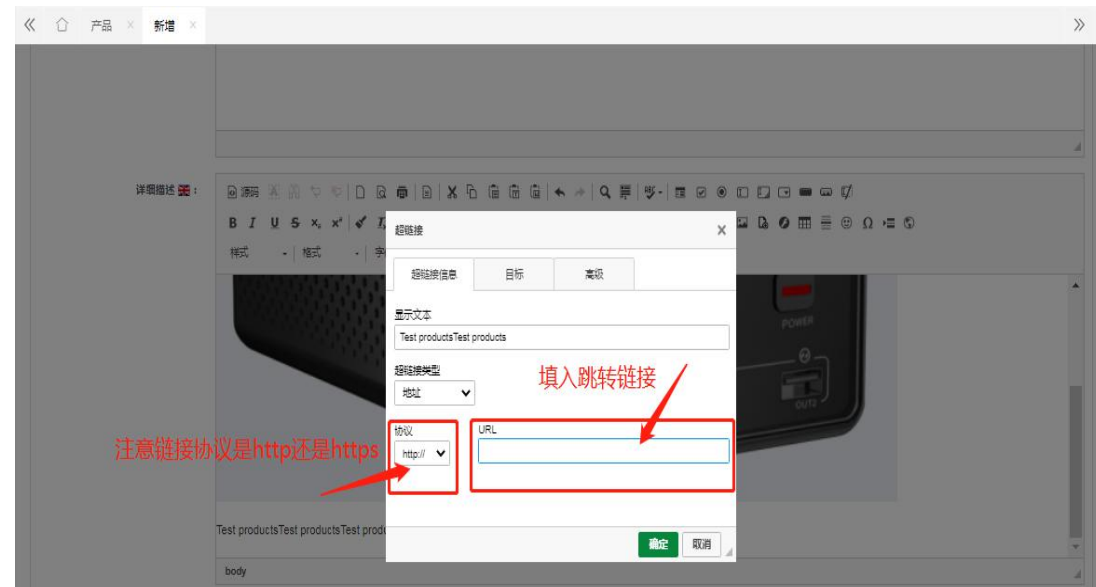 产品 × 新增 ×
详细描述 :
源码
B I U S x₂ x² T
Ω
样式 格式 字
超链接 ×
超链接信息 目标 高级
显示文本
Test productsTest products
超链接类型
地址
填入跳转链接
协议 URL
http://
注意链接协议是http还是https
POWER
OUT2
Test productsTest productsTest prod
确定 取消
body